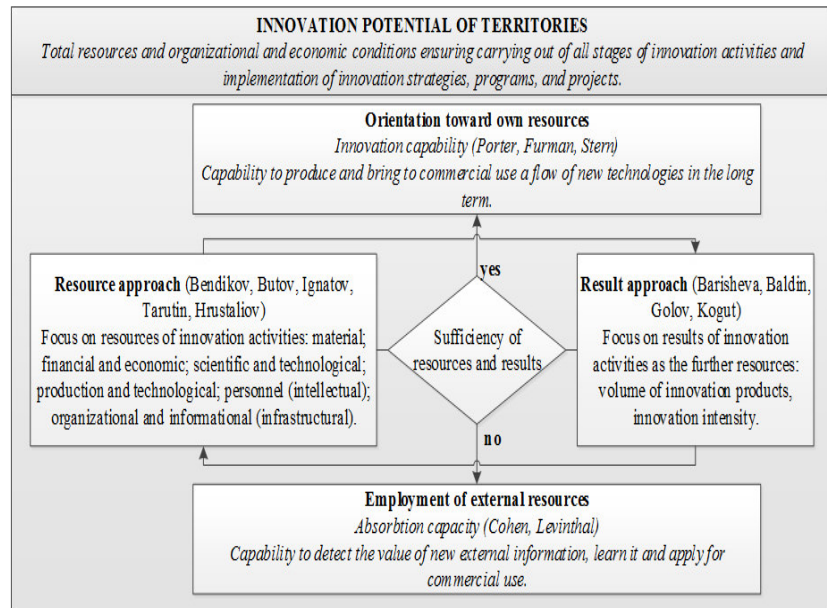 INNOVATION POTENTIAL OF TERRITORIES
Total resources and organizational and economic conditions ensuring carrying out of all stages of innovation activities and
implementation of innovation strategies, programs, and projects.
Orientation toward own resources
Innovation capability (Porter, Furman, Stern)
Capability to produce and bring to commercial use a flow of new technologies in the long
term.
yes
Resource approach (Bendikov, Butov, Ignatov,
Tarutin, Hrustaliov)
Focus on resources of innovation activities: material;
financial and economic; scientific and technological;
production and technological; personnel (intellectual);
organizational and informational (infrastructural).
Sufficiency of
resources and results
Result approach (Barisheva, Baldin,
Golov, Kogut)
Focus on results of innovation
activities as the further resources:
volume of innovation products,
innovation intensity.
no
Employment of external resources
Absorbtion capacity (Cohen, Levinthal)
Capability to detect the value of new external information, learn it and apply for
commercial use.